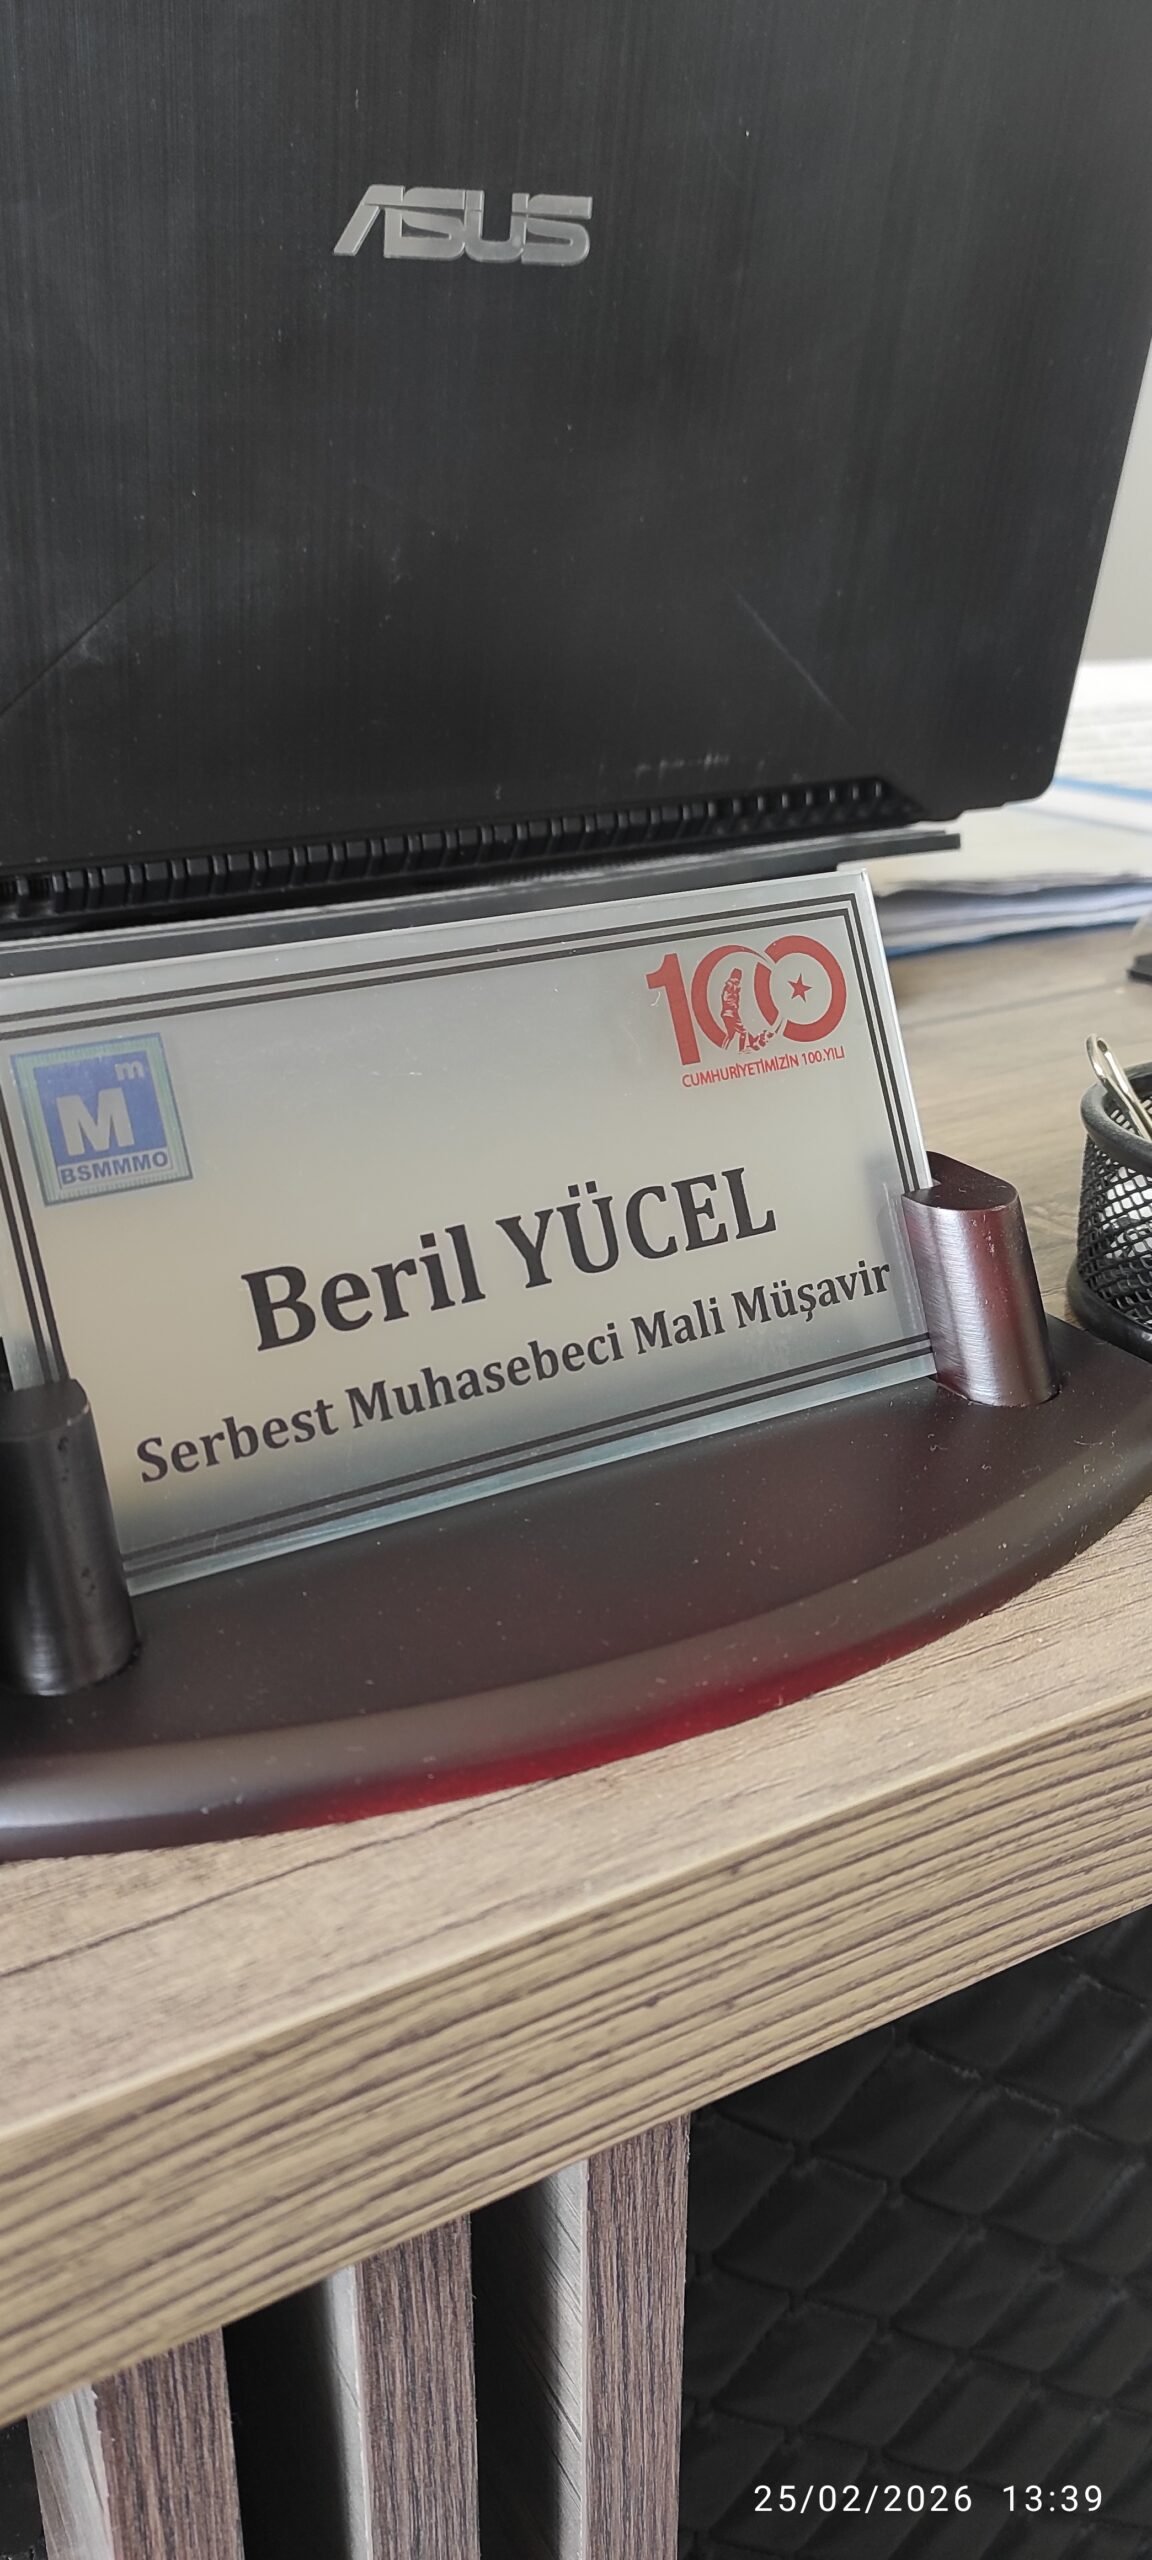 ASUS
100
CUMHURİYETİMİZİN 100.YILI
M m
BSMMMO
Beril YÜCEL
Serbest Muhasebeci Mali Müşavir
25/02/2026 13:39